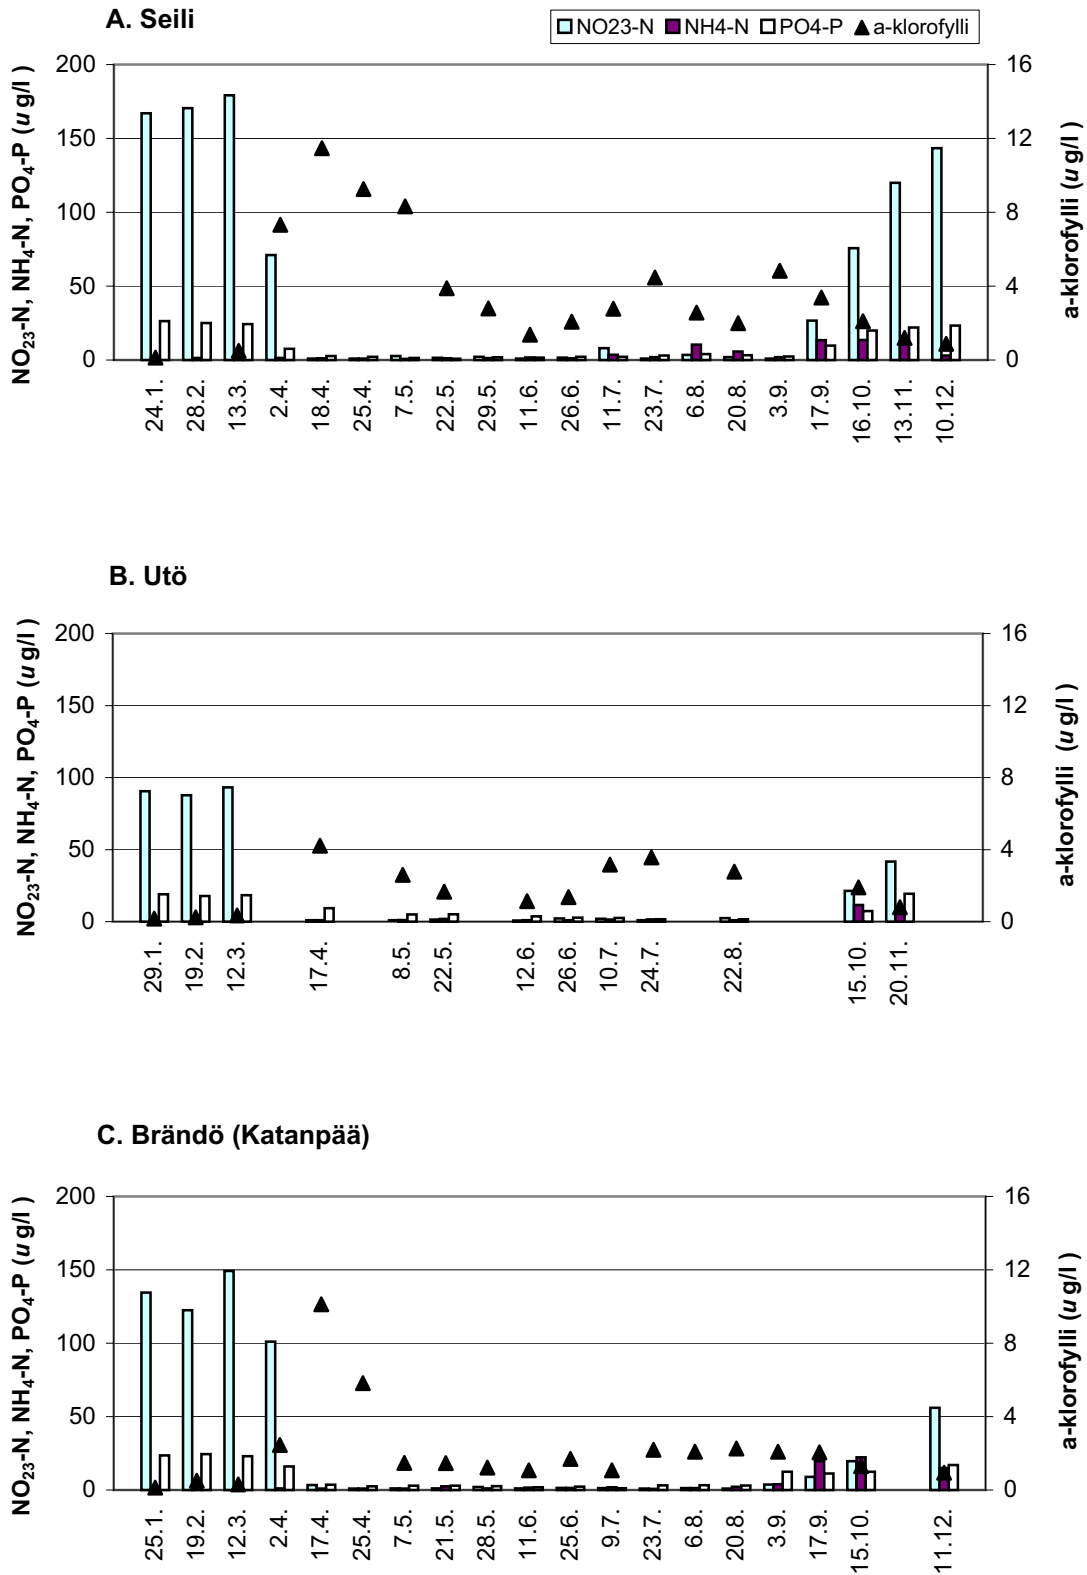 A. Seili
NO23-N NH4-N PO4-P a-klorofylli
NO₂₃-N, NH₄-N, PO₄-P (ug/l )
200
150
100
50
0
16
12
8
4
0
a-klorofylli (ug/l )
24.1. 28.2. 13.3. 2.4. 18.4. 25.4. 7.5. 22.5. 29.5. 11.6. 26.6. 11.7. 23.7. 6.8. 20.8. 3.9. 17.9. 16.10. 13.11. 10.12.
B. Utö
NO₂₃-N, NH₄-N, PO₄-P (ug/l )
200
150
100
50
0
16
12
8
4
0
a-klorofylli (ug/l )
29.1. 19.2. 12.3. 17.4. 8.5. 22.5. 12.6. 26.6. 10.7. 24.7. 22.8. 15.10. 20.11.
C. Brändö (Katanpää)
NO₂₃-N, NH₄-N, PO₄-P (ug/l )
200
150
100
50
0
16
12
8
4
0
a-klorofylli (ug/l )
25.1. 19.2. 12.3. 2.4. 17.4. 25.4. 7.5. 21.5. 28.5. 11.6. 25.6. 9.7. 23.7. 6.8. 20.8. 3.9. 17.9. 15.10. 11.12.